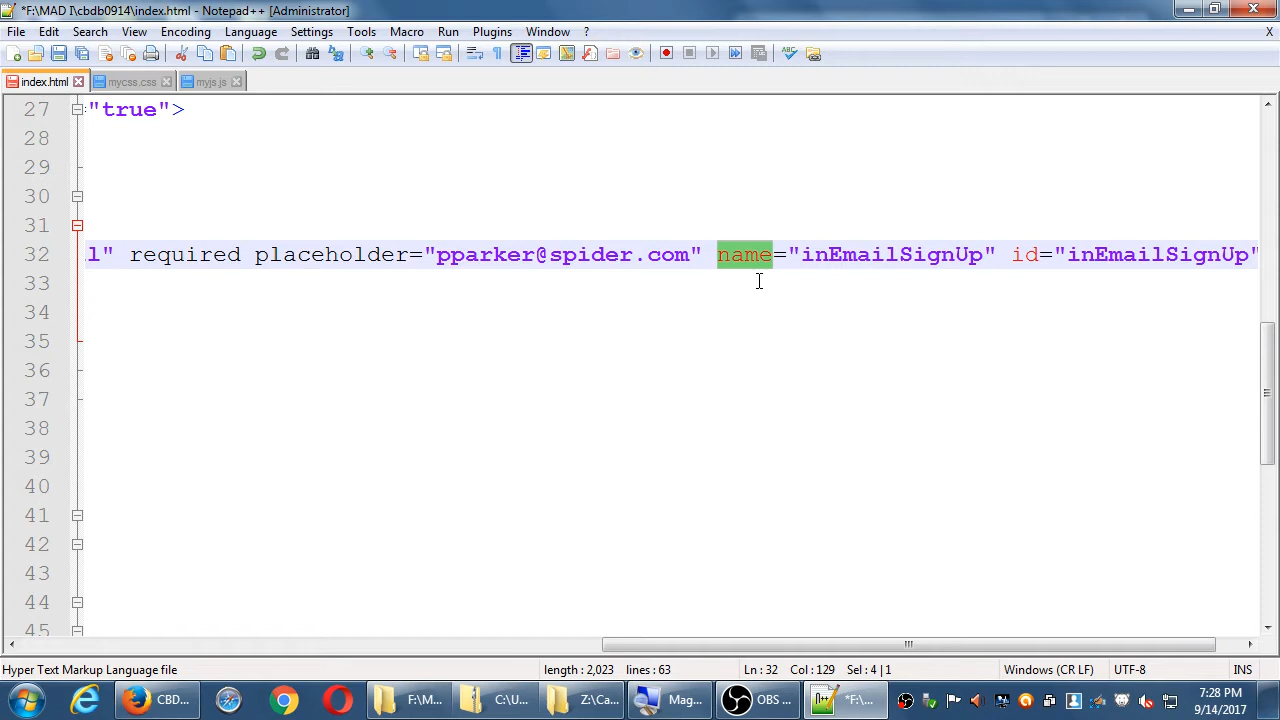 *F:\MAD I\cbdb0914\index.html - Notepad++ [Administrator]
File Edit Search View Encoding Language Settings Tools Macro Run Plugins Window ? X
index.html mycss.css myjs.js
27 ="true">
28
29
30
31
32 l" required placeholder="pparker@spider.com" name="inEmailSignUp" id="inEmailSignUp"
33
34
35
36
37
38
39
40
41
42
43
44
45
Hyper Text Markup Language file length : 2,023 lines : 63 Ln : 32 Col : 129 Sel : 4 | 1 Windows (CR LF) UTF-8 INS
CBD... F:\M... C:\U... Z:\Ca... Mag... OBS ... *F:\... 7:28 PM
9/14/2017